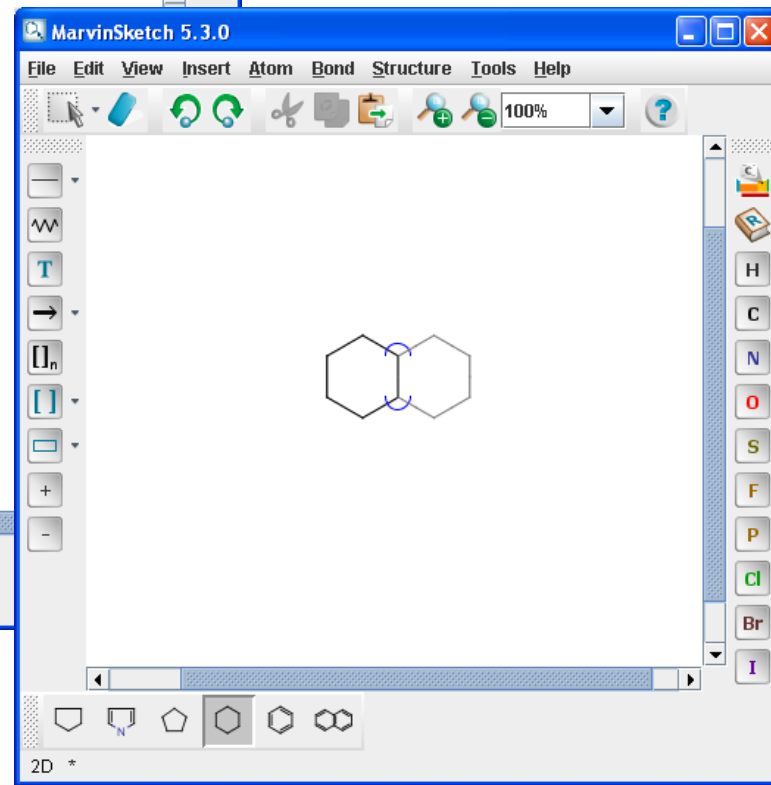 MarvinSketch 5.3.0
File Edit View Insert Atom Bond Structure Tools Help
100% ?
T
[]n
[ ]
+
-
C
R
H
C
N
O
S
F
P
Cl
Br
I
N
2D *